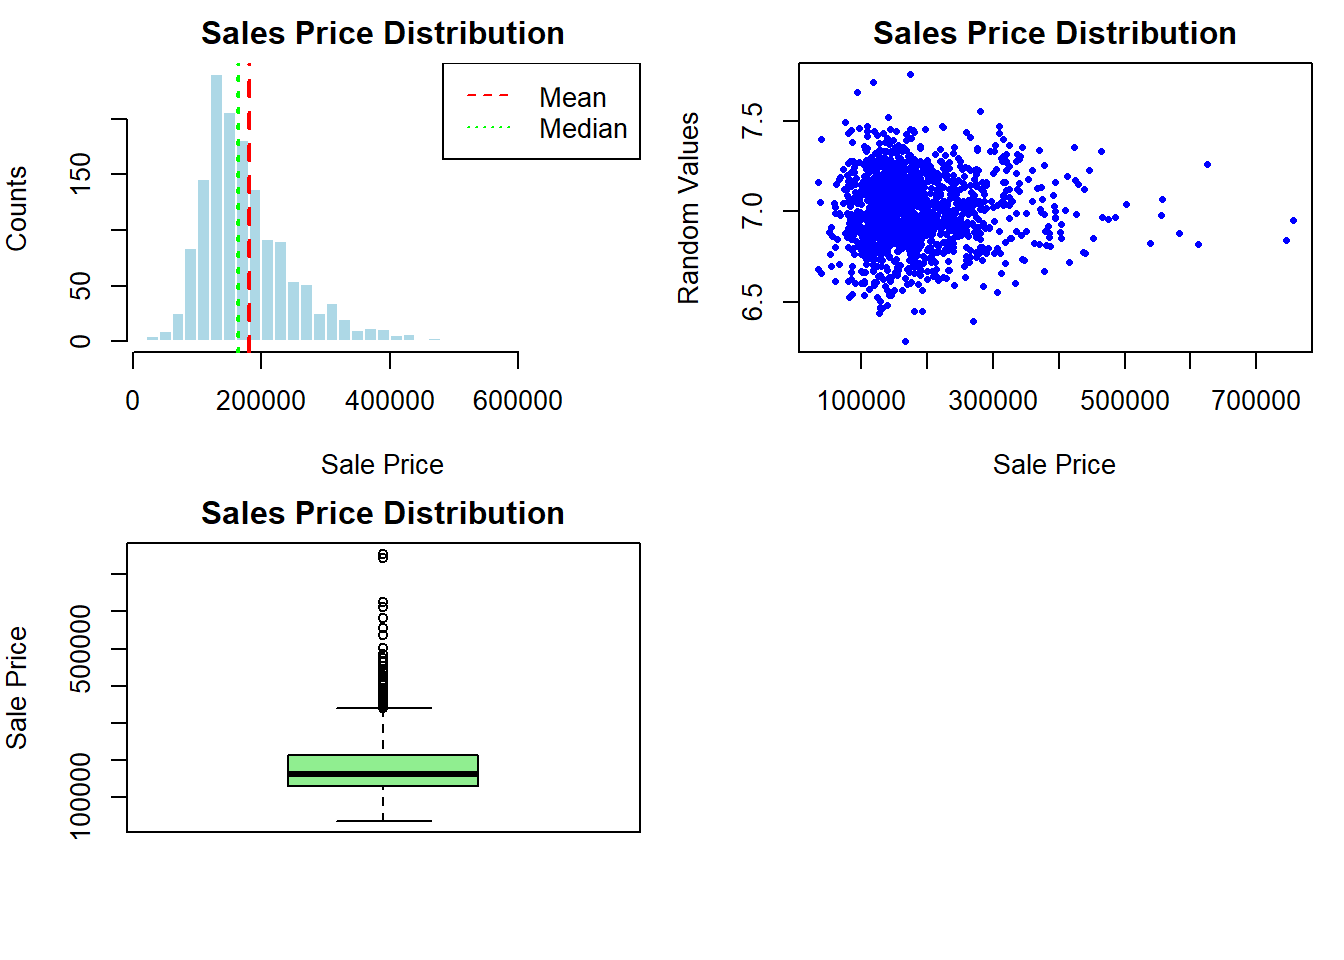 Sales Price Distribution
Mean
Median
Counts
0
50
150
0
200000
400000
600000
Sale Price
Sales Price Distribution
Random Values
6.5
7.0
7.5
100000
300000
500000
700000
Sale Price
Sales Price Distribution
Sale Price
100000
500000